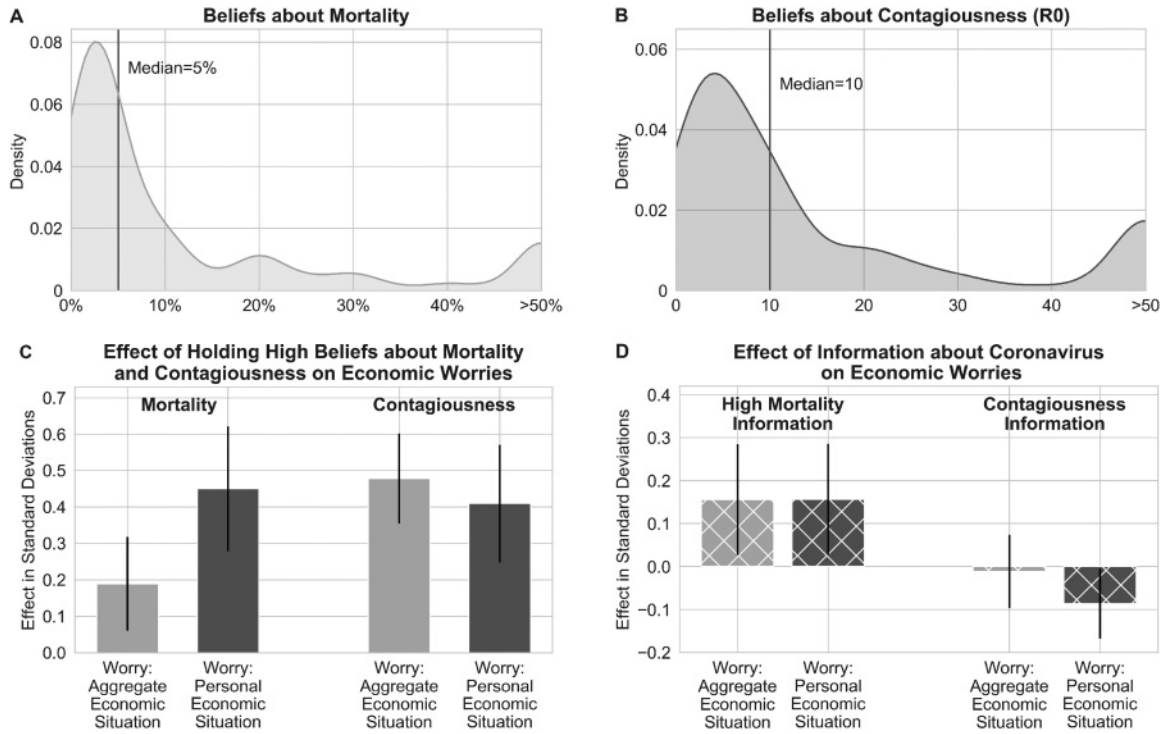 A
Beliefs about Mortality
0.08
0.06
0.04
0.02
0
Density
Median=5%
0%
10%
20%
30%
40%
>50%
B
Beliefs about Contagiousness (R0)
0.06
0.04
0.02
0
Density
Median=10
0
10
20
30
40
>50
C
Effect of Holding High Beliefs about Mortality
and Contagiousness on Economic Worries
0.7
0.6
0.5
0.4
0.3
0.2
0.1
0.0
Effect in Standard Deviations
Mortality
Contagiousness
Worry:
Aggregate
Economic
Situation
Worry:
Personal
Economic
Situation
Worry:
Aggregate
Economic
Situation
Worry:
Personal
Economic
Situation
D
Effect of Information about Coronavirus
on Economic Worries
0.4
0.3
0.2
0.1
0.0
−0.1
−0.2
Effect in Standard Deviations
High Mortality
Information
Contagiousness
Information
Worry:
Aggregate
Economic
Situation
Worry:
Personal
Economic
Situation
Worry:
Aggregate
Economic
Situation
Worry:
Personal
Economic
Situation